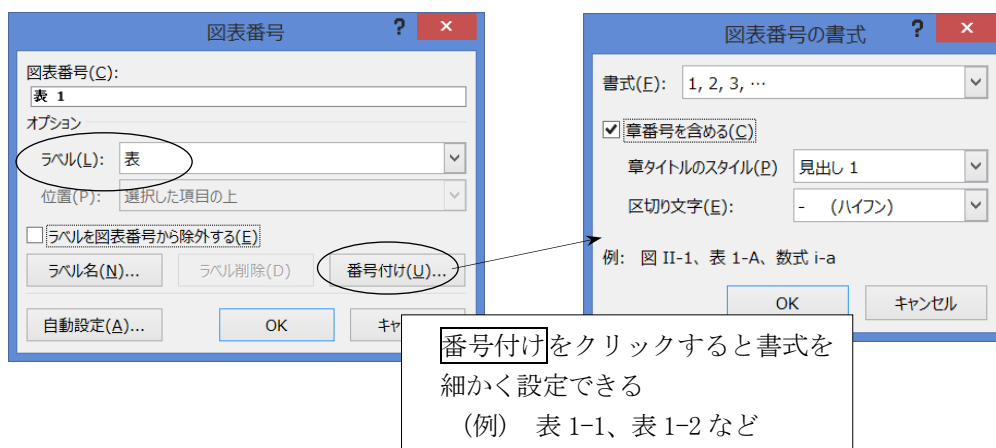 図表番号 ? ×
図表番号(C):
表 1
オプション
ラベル(L): 表
位置(P): 選択した項目の上
ラベルを図表番号から除外する(E)
ラベル名(N)... ラベル削除(D) 番号付け(U)...
自動設定(A)... OK キャ
図表番号の書式 ? ×
書式(F): 1, 2, 3, …
章番号を含める(C)
章タイトルのスタイル(P) 見出し 1
区切り文字(E): - (ハイフン)
例: 図 II-1、表 1-A、数式 i-a
OK キャンセル
番号付けをクリックすると書式を
細かく設定できる
(例) 表 1-1、表 1-2 など